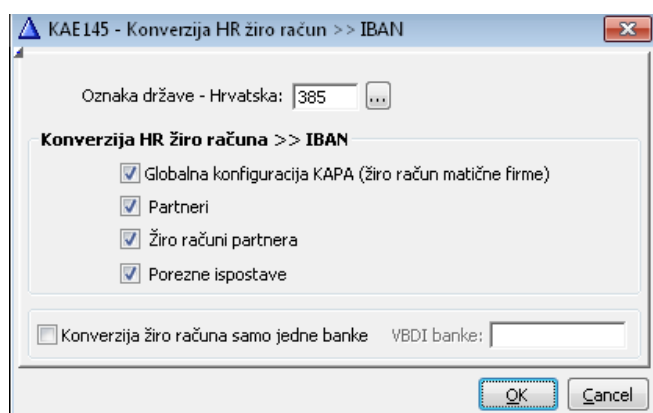 KAE145 - Konverzija HR žiro račun >> IBAN
Oznaka države - Hrvatska: 385 ...
Konverzija HR žiro računa >> IBAN
Globalna konfiguracija KAPA (žiro račun matične firme)
Partneri
Žiro računi partnera
Porezne ispostave
Konverzija žiro računa samo jedne banke VBDI banke:
OK Cancel